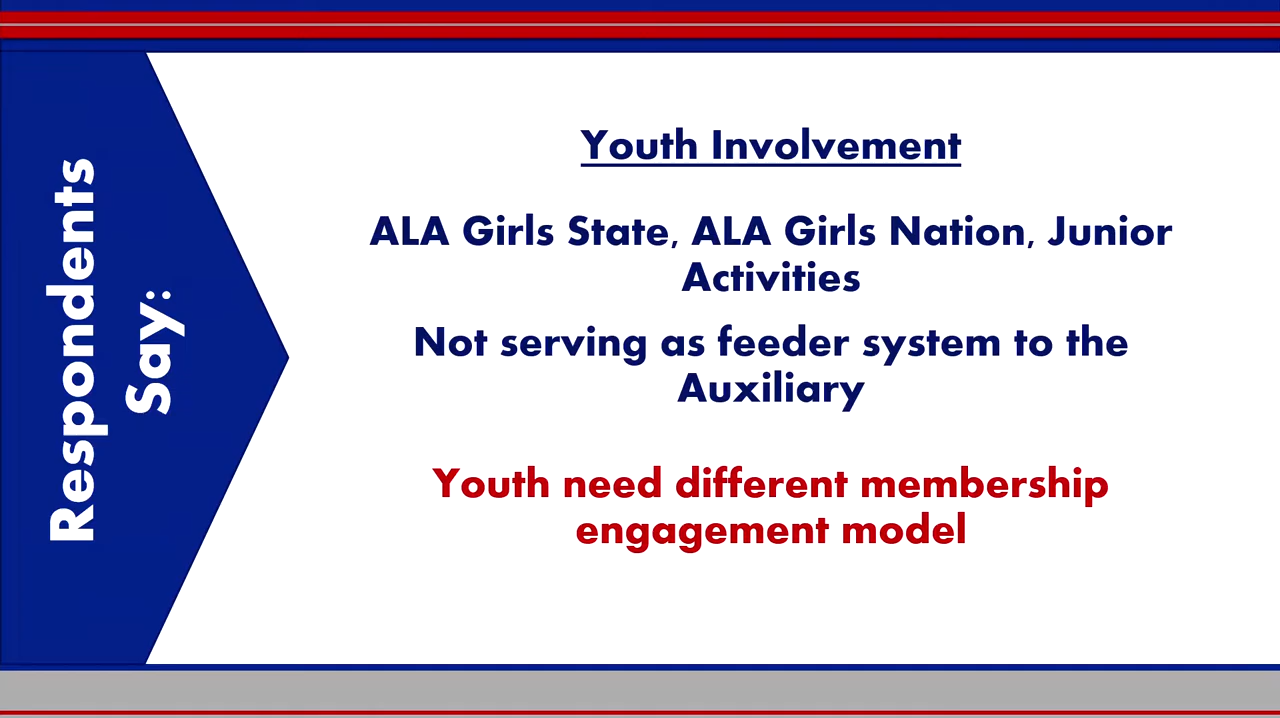 Respondents
Say:
Youth Involvement
ALA Girls State, ALA Girls Nation, Junior
Activities
Not serving as feeder system to the
Auxiliary
Youth need different membership
engagement model